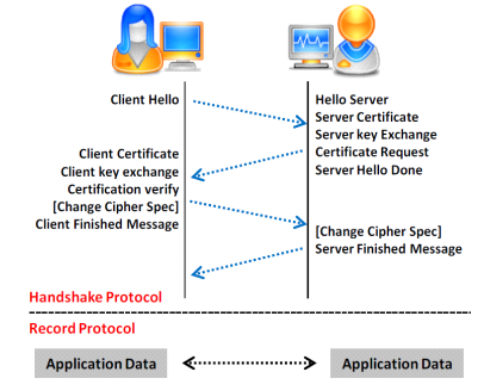 Client Hello
Hello Server
Server Certificate
Server key Exchange
Certificate Request
Server Hello Done
Client Certificate
Client key exchange
Certification verify
[Change Cipher Spec]
Client Finished Message
[Change Cipher Spec]
Server Finished Message
Handshake Protocol
Record Protocol
Application Data
Application Data